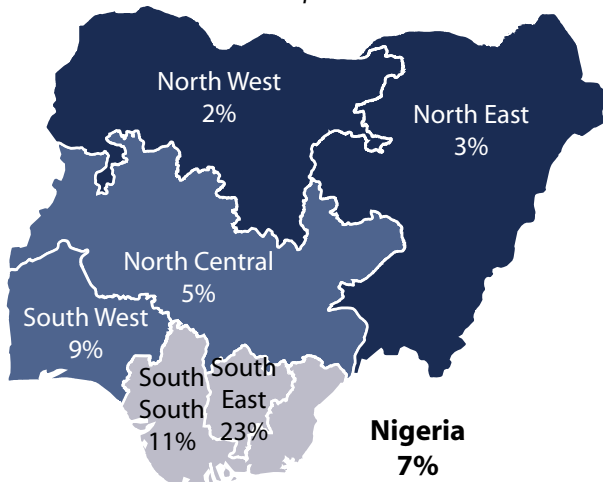 North West
2%
North East
3%
North Central
5%
South West
9%
South
South
11%
South
East
23%
Nigeria
7%